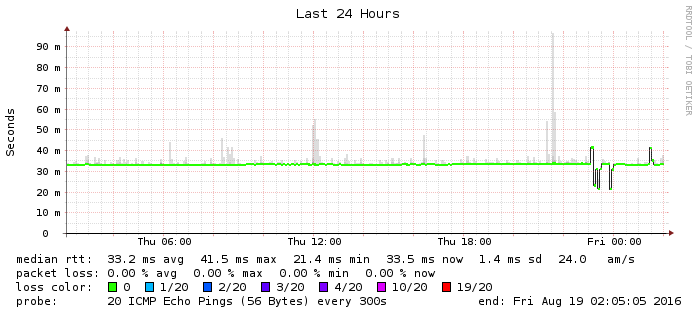 Last 24 Hours
RRDTOOL / TOBI OETIKER
Seconds
90 m
80 m
70 m
60 m
50 m
40 m
30 m
20 m
10 m
0
Thu 06:00 Thu 12:00 Thu 18:00 Fri 00:00
median rtt: 33.2 ms avg 41.5 ms max 21.4 ms min 33.5 ms now 1.4 ms sd 24.0 am/s
packet loss: 0.00 % avg 0.00 % max 0.00 % min 0.00 % now
loss color: 0 1/20 2/20 3/20 4/20 10/20 19/20
probe: 20 ICMP Echo Pings (56 Bytes) every 300s end: Fri Aug 19 02:05:05 2016